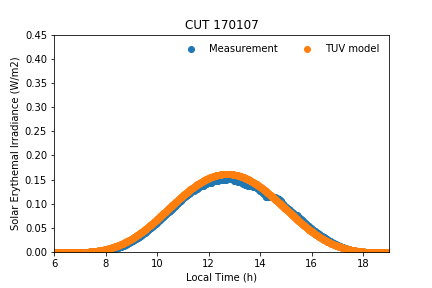 CUT 170107
Measurement
TUV model
Solar Erythemal Irradiance (W/m2)
0.45
0.40
0.35
0.30
0.25
0.20
0.15
0.10
0.05
0.00
6 8 10 12 14 16 18
Local Time (h)